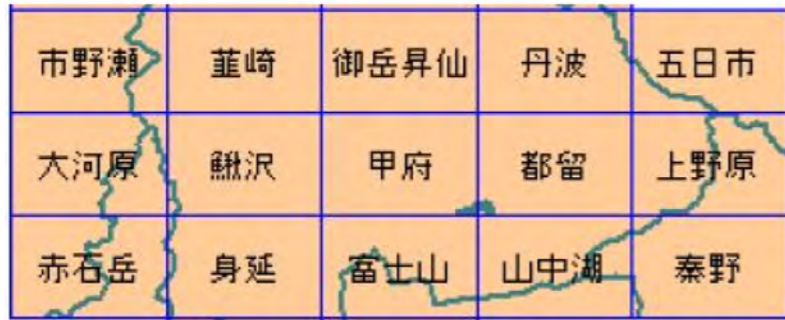 市野瀬 韮崎 御岳昇仙 丹波 五日市
大河原 鰍沢 甲府 都留 上野原
赤石岳 身延 富士山 山中湖 秦野